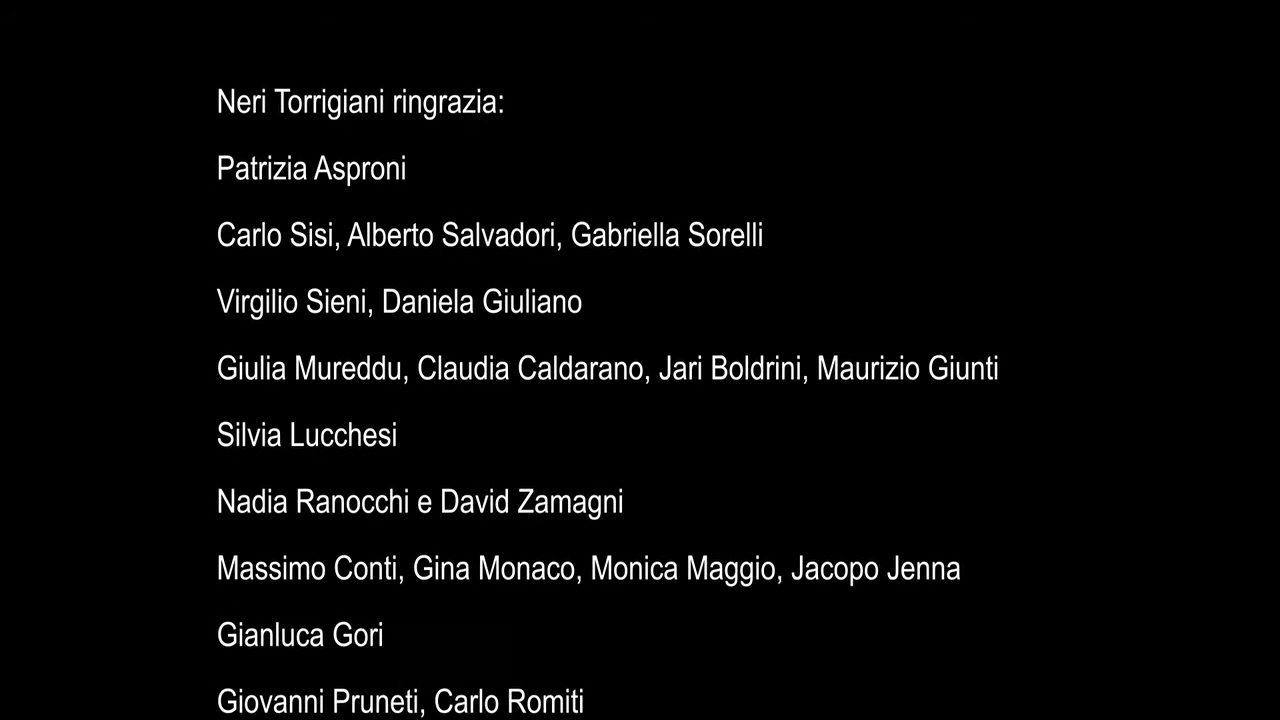 Neri Torrigiani ringrazia:
Patrizia Asproni
Carlo Sisi, Alberto Salvadori, Gabriella Sorelli
Virgilio Sieni, Daniela Giuliano
Giulia Mureddu, Claudia Caldarano, Jari Boldrini, Maurizio Giunti
Silvia Lucchesi
Nadia Ranocchi e David Zamagni
Massimo Conti, Gina Monaco, Monica Maggio, Jacopo Jenna
Gianluca Gori
Giovanni Pruneti, Carlo Romiti